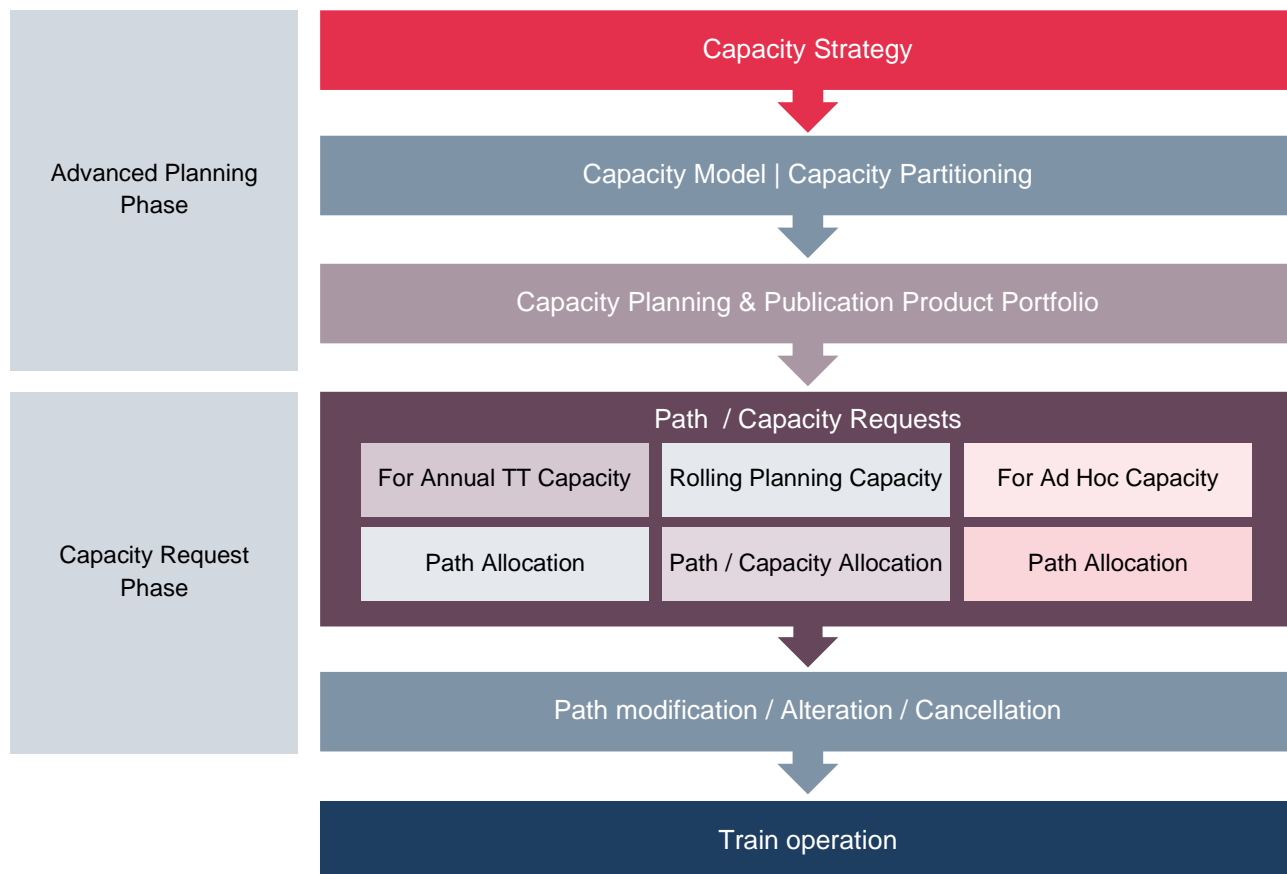 Capacity Strategy
Advanced Planning
Phase
Capacity Model | Capacity Partitioning
Capacity Planning & Publication Product Portfolio
Path / Capacity Requests
For Annual TT Capacity
Rolling Planning Capacity
For Ad Hoc Capacity
Capacity Request
Phase
Path Allocation
Path / Capacity Allocation
Path Allocation
Path modification / Alteration / Cancellation
Train operation